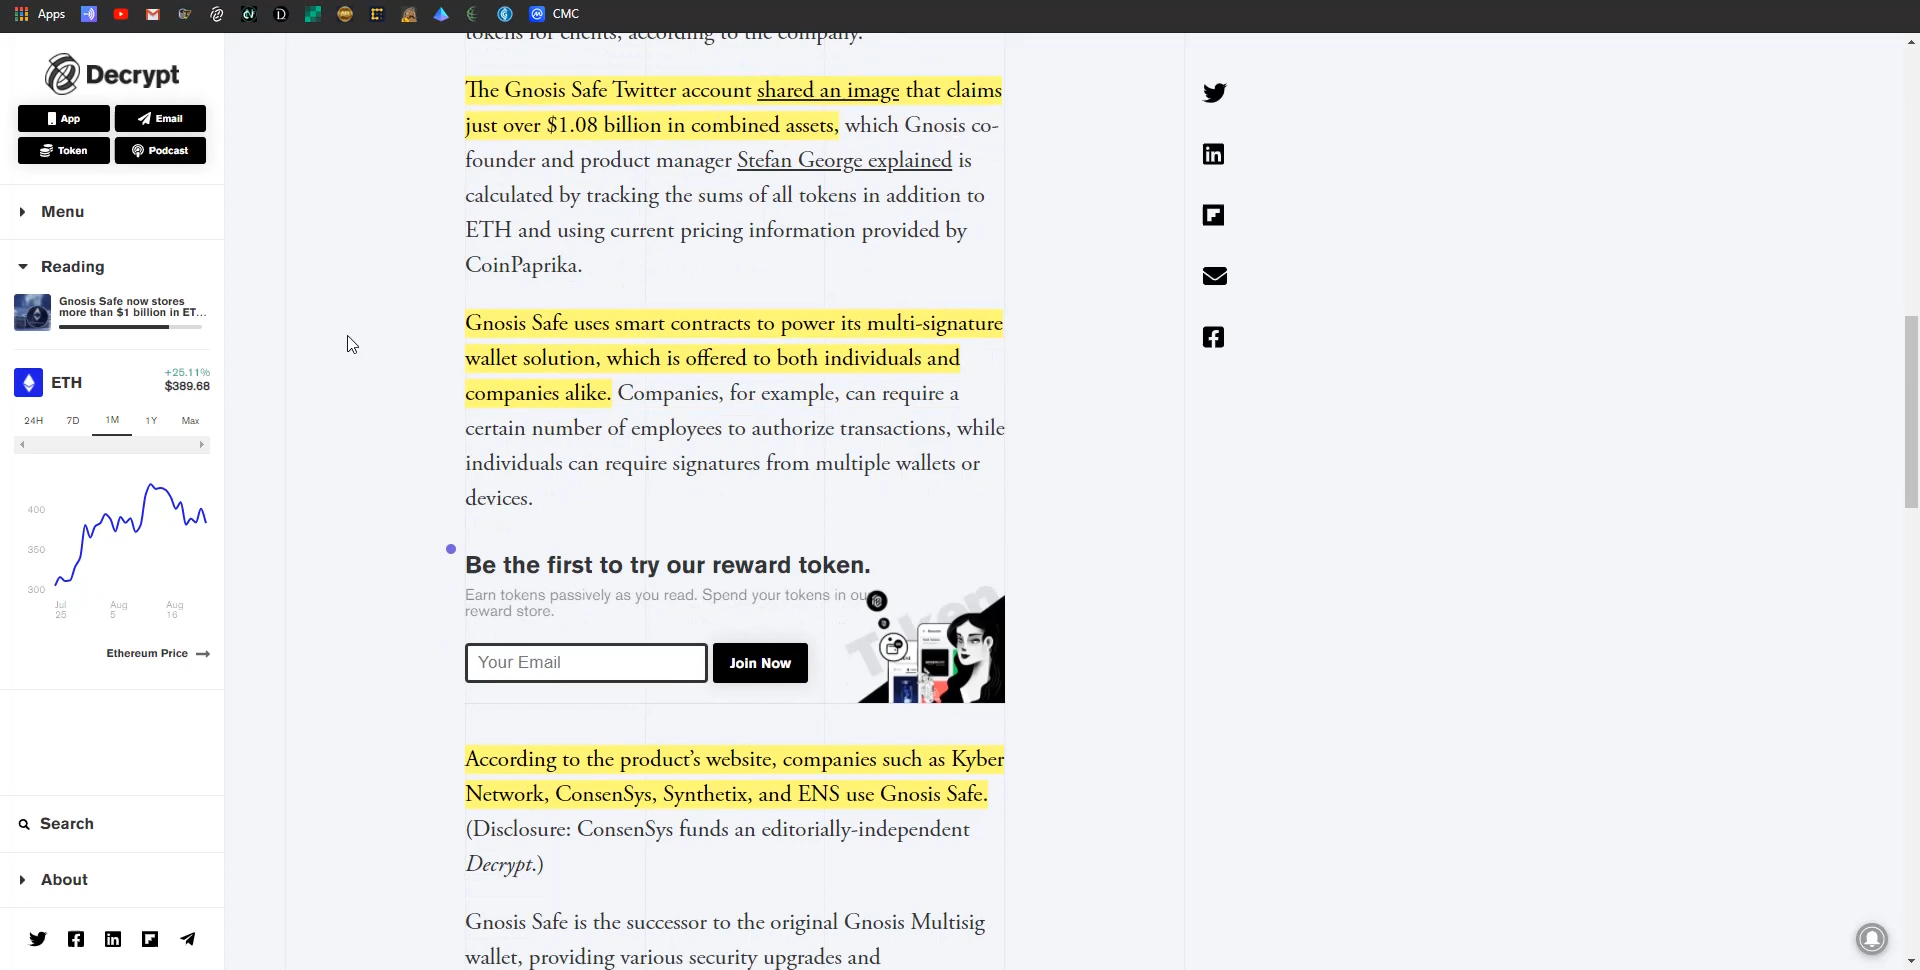 Apps
CMC
Decrypt
App
Email
Token
Podcast
Menu
Reading
Gnosis Safe now stores
more than $1 billion in ET...
ETH
+25.11%
$389.68
24H 7D 1M 1Y Max
400
350
300
Jul
25
Aug
5
Aug
16
Ethereum Price
Search
About
tokens for clients, according to the company.
The Gnosis Safe Twitter account shared an image that claims
just over $1.08 billion in combined assets, which Gnosis co-
founder and product manager Stefan George explained is
calculated by tracking the sums of all tokens in addition to
ETH and using current pricing information provided by
CoinPaprika.
Gnosis Safe uses smart contracts to power its multi-signature
wallet solution, which is offered to both individuals and
companies alike. Companies, for example, can require a
certain number of employees to authorize transactions, while
individuals can require signatures from multiple wallets or
devices.
Be the first to try our reward token.
Earn tokens passively as you read. Spend your tokens in ou
reward store.
Your Email
Join Now
Token
According to the product's website, companies such as Kyber
Network, ConsenSys, Synthetix, and ENS use Gnosis Safe.
(Disclosure: ConsenSys funds an editorially-independent
Decrypt.)
Gnosis Safe is the successor to the original Gnosis Multisig
wallet, providing various security upgrades and